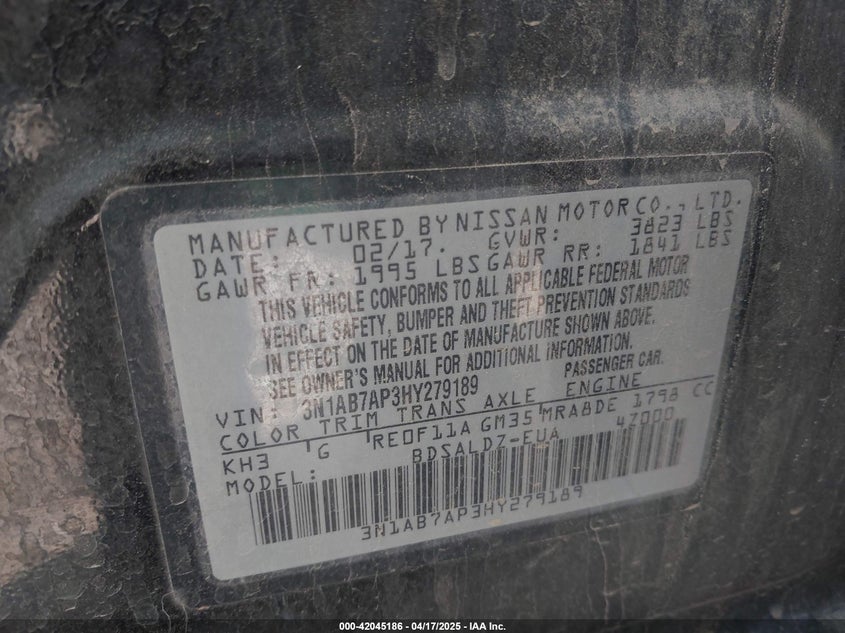 MANUFACTURED BY NISSAN MOTOR CO., LTD.
DATE: 02/17. GVWR: 3823 LBS
GAWR FR: 1995 LBS GAWR RR: 1841 LBS
THIS VEHICLE CONFORMS TO ALL APPLICABLE FEDERAL MOTOR
VEHICLE SAFETY, BUMPER AND THEFT PREVENTION STANDARDS
IN EFFECT ON THE DATE OF MANUFACTURE SHOWN ABOVE.
SEE OWNER'S MANUAL FOR ADDITIONAL INFORMATION.
VIN: 3N1AB7AP3HY279189 PASSENGER CAR.
COLOR TRIM TRANS AXLE ENGINE
KH3 G RE0F11A GM35 MRA8DE 1798 CC
MODEL: BDSALDZ-EUA 4Z000
3N1AB7AP3HY279189
000-42045186 - 04/17/2025 - IAA Inc.